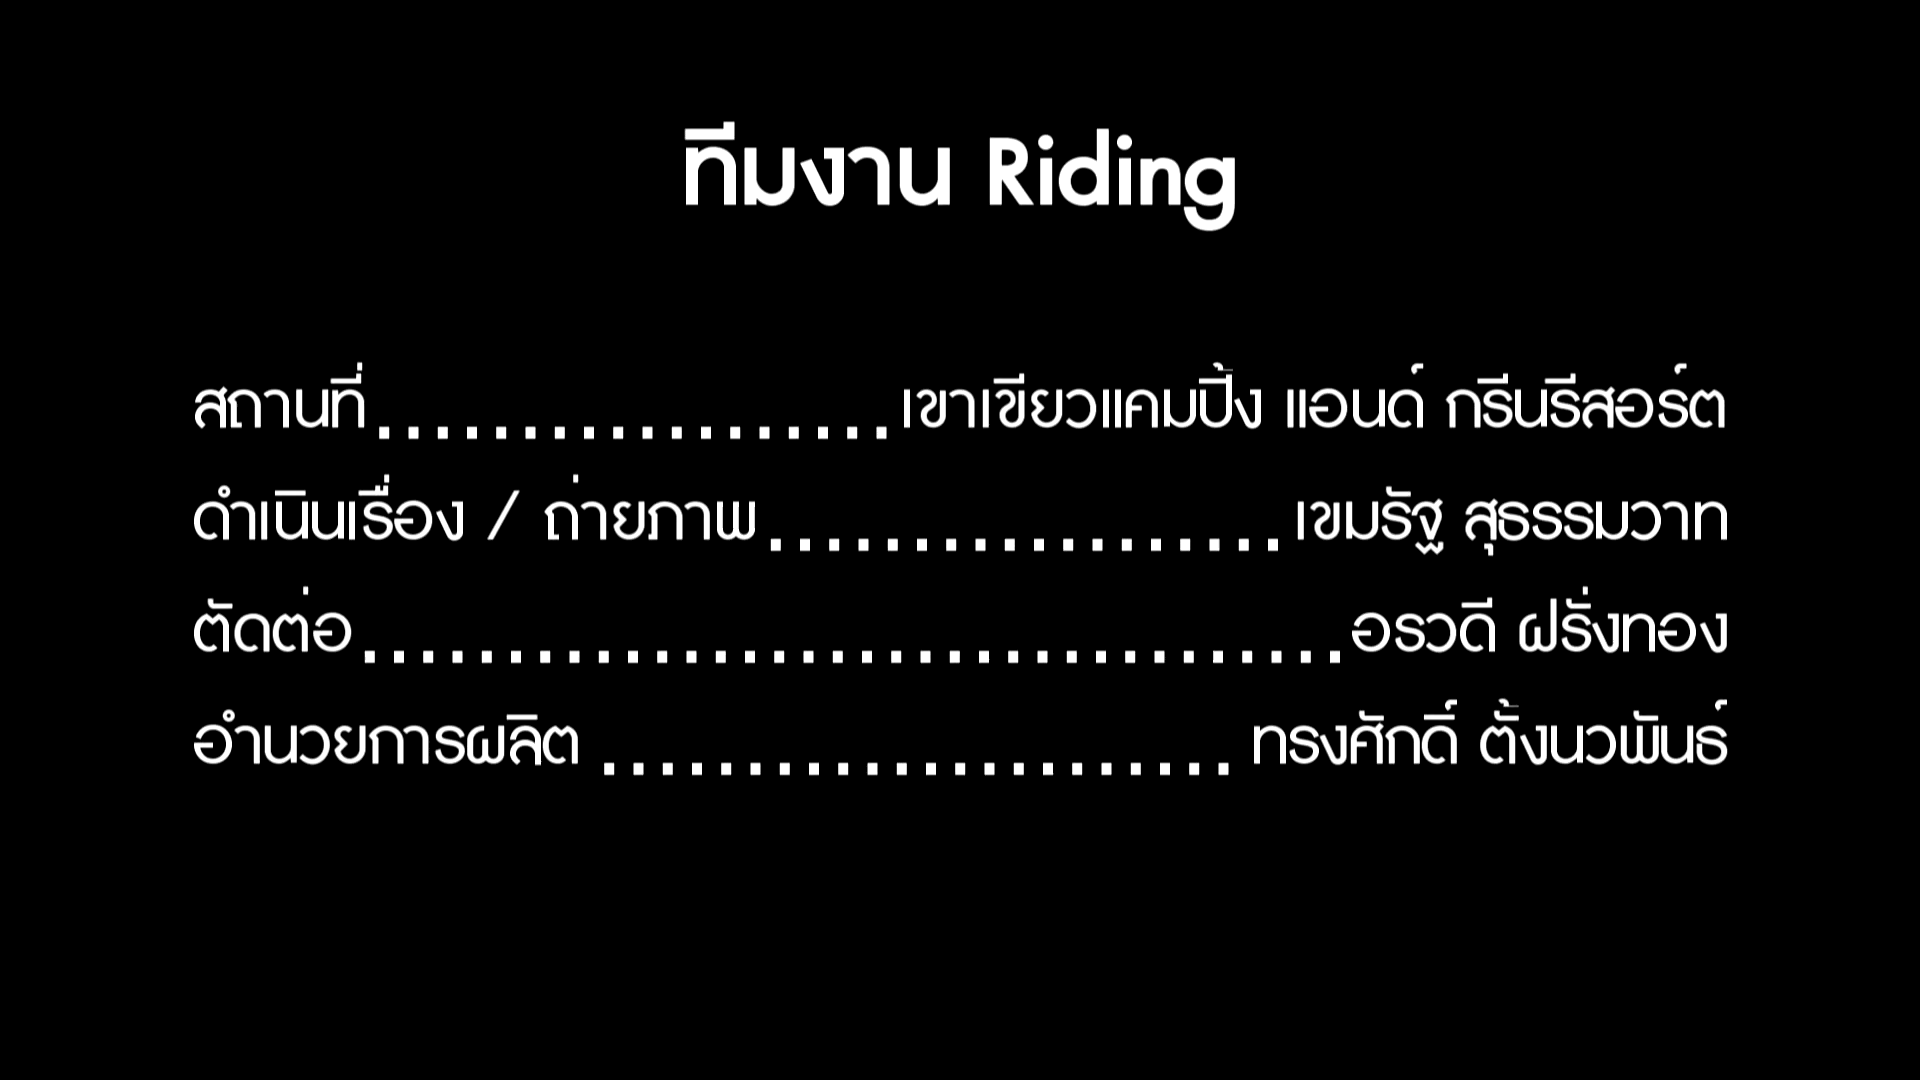 ทีมงาน Riding
สถานที่..................เขาเขียวแคมปิ้ง แอนด์ กรีนรีสอร์ต
ดำเนินเรื่อง / ถ่ายภาพ..................เขมรัฐ สุธรรมวาท
ตัดต่อ..................................อรวดี ฝรั่งทอง
อำนวยการผลิต ...................... ทรงศักดิ์ ตั้งนวพันธ์